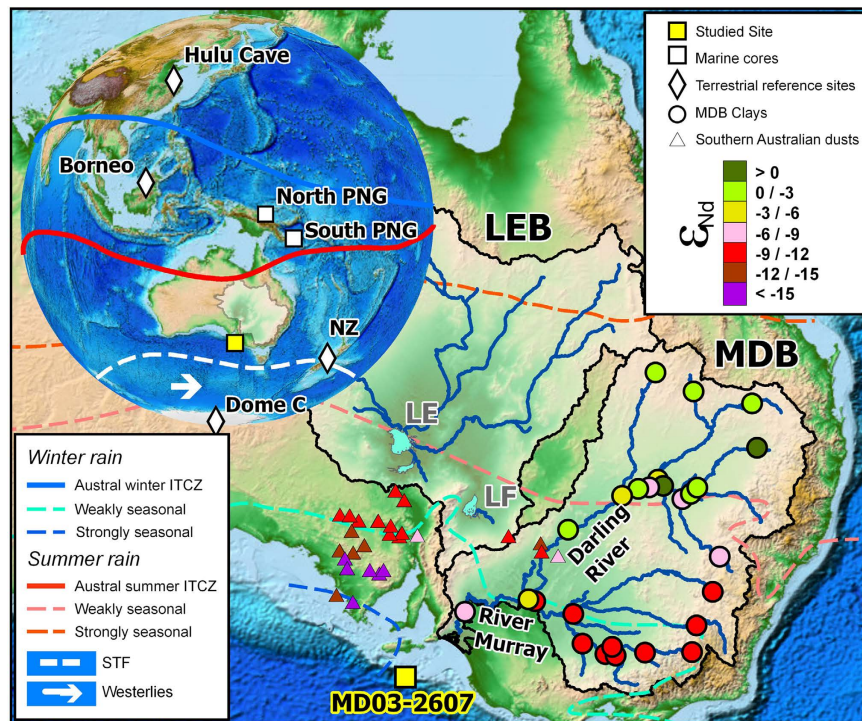 Hulu Cave
Borneo
North PNG
South PNG
NZ
Dome C
LEB
MDB
LE
LF
Darling
River
River
Murray
MD03-2607
Studied Site
Marine cores
Terrestrial reference sites
MDB Clays
Southern Australian dusts
εNd
> 0
0 / -3
-3 / -6
-6 / -9
-9 / -12
-12 / -15
< -15
Winter rain
Austral winter ITCZ
Weakly seasonal
Strongly seasonal
Summer rain
Austral summer ITCZ
Weakly seasonal
Strongly seasonal
STF
Westerlies